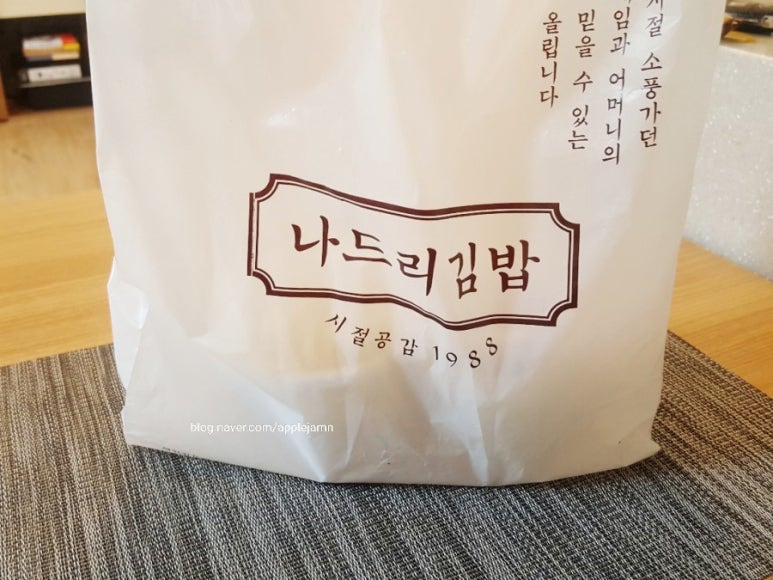 시절 소풍가던
과 어머니의
믿을 수 있는
올립니다
나드리김밥
시절공감 1988
blog.naver.com/applejamn